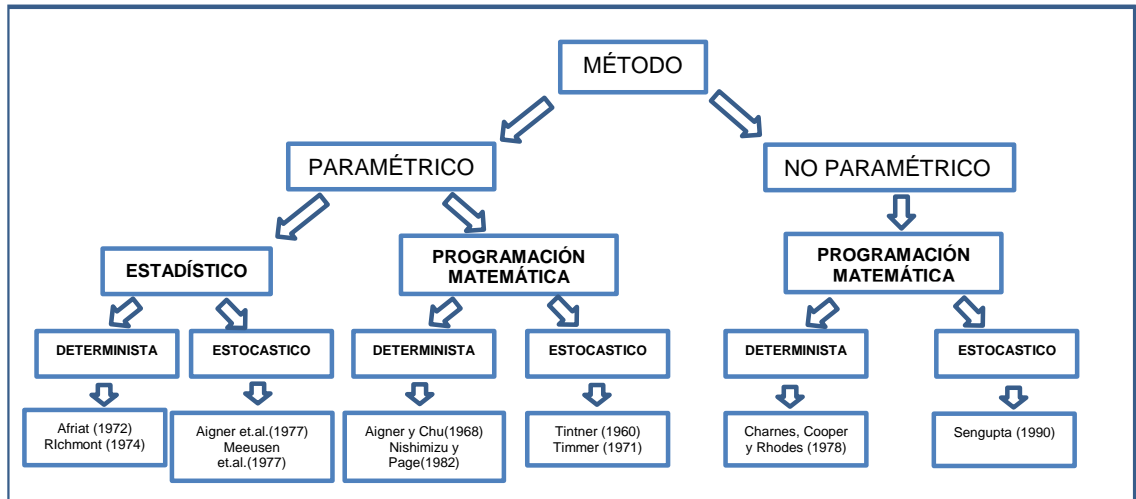 MÉTODO
PARAMÉTRICO
NO PARAMÉTRICO
ESTADÍSTICO
PROGRAMACIÓN
MATEMÁTICA
PROGRAMACIÓN
MATEMÁTICA
DETERMINISTA
ESTOCASTICO
DETERMINISTA
ESTOCASTICO
DETERMINISTA
ESTOCASTICO
Afriat (1972)
RIchmont (1974)
Aigner et.al.(1977)
Meeusen
et.al.(1977)
Aigner y Chu(1968)
Nishimizu y
Page(1982)
Tintner (1960)
Timmer (1971)
Charnes, Cooper
y Rhodes (1978)
Sengupta (1990)